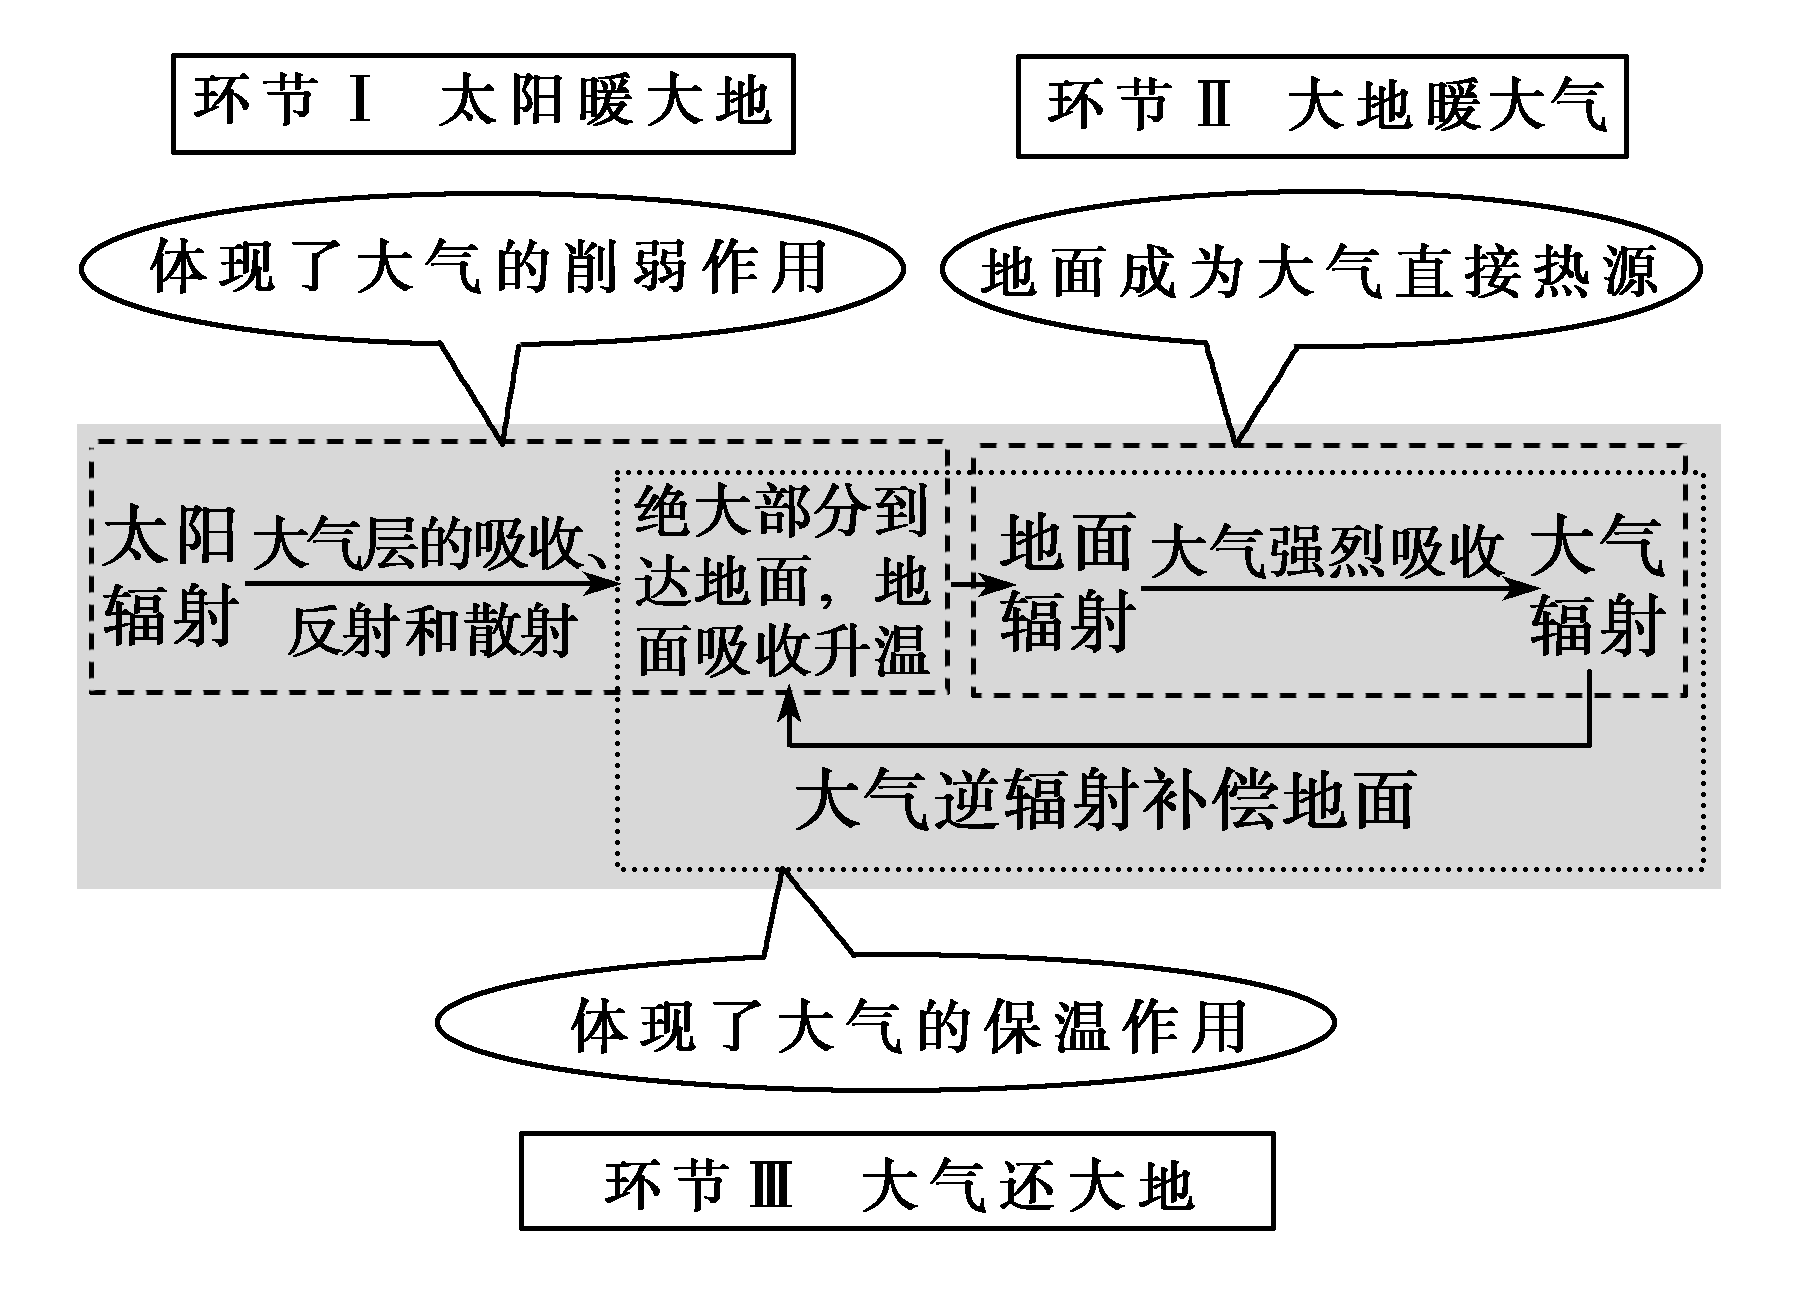 环节Ⅰ 太阳暖大地
环节Ⅱ 大地暖大气
体现了大气的削弱作用
地面成为大气直接热源
太阳
辐射
大气层的吸收、
反射和散射
绝大部分到
达地面，地
面吸收升温
地面
辐射
大气强烈吸收
大气
辐射
大气逆辐射补偿地面
体现了大气的保温作用
环节Ⅲ 大气还大地